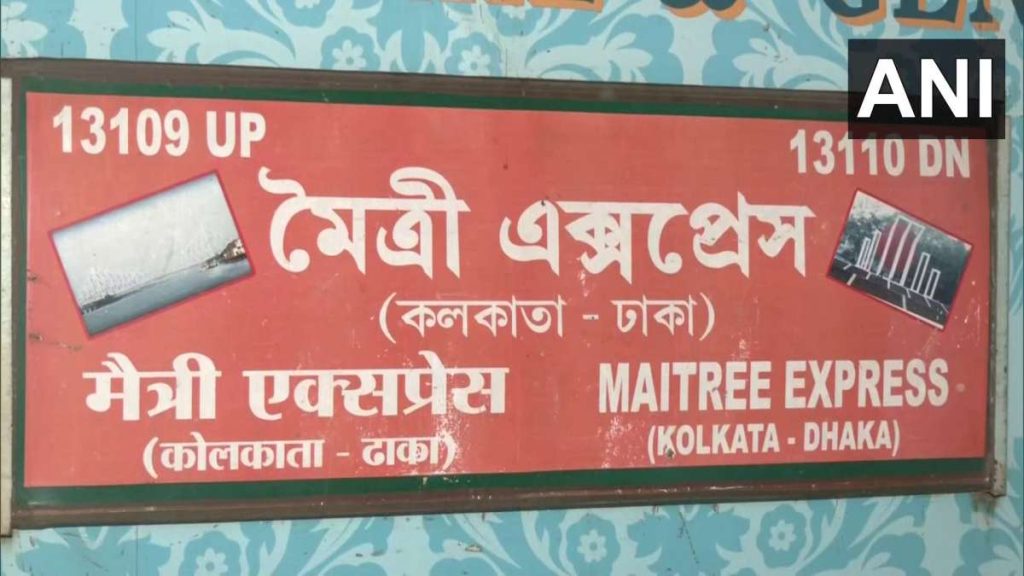 ANI
13109 UP
13110 DN
মৈত্রী এক্সপ্রেস
(কলকাতা - ঢাকা)
मैत्री एक्सप्रेस
(कोलकाता - ढाका)
MAITREE EXPRESS
(KOLKATA - DHAKA)